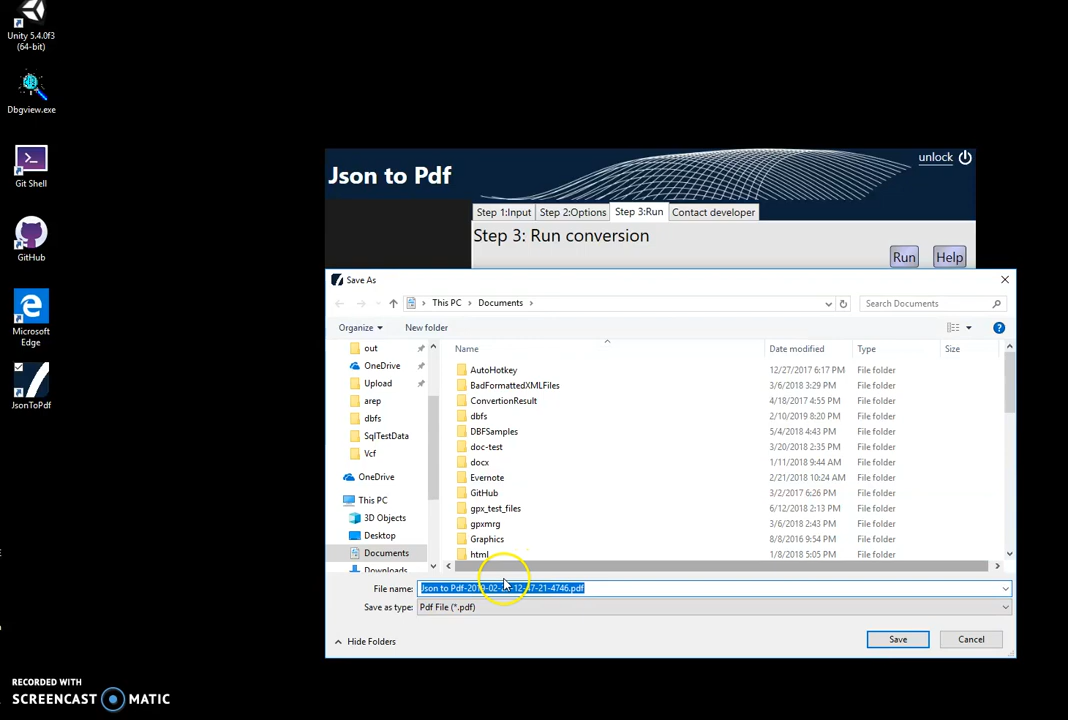 Unity 5.4.0f3
(64-bit)
Dbgview.exe
Git Shell
GitHub
Microsoft
Edge
JsonToPdf
Json to Pdf
unlock
Step 1:Input
Step 2:Options
Step 3:Run
Contact developer
Step 3: Run conversion
Run
Help
Save As
This PC
Documents
Search Documents
Organize
New folder
out
OneDrive
Upload
arep
dbfs
SqlTestData
Vcf
OneDrive
This PC
3D Objects
Desktop
Documents
Downloads
Name Date modified Type Size
AutoHotkey 12/27/2017 6:17 PM File folder
BadFormattedXMLFiles 3/6/2018 3:29 PM File folder
ConvertionResult 4/18/2017 4:55 PM File folder
dbfs 2/10/2019 8:20 PM File folder
DBFSamples 5/4/2018 4:43 PM File folder
doc-test 3/20/2018 2:35 PM File folder
docx 1/11/2018 9:44 AM File folder
Evernote 2/21/2018 10:24 AM File folder
GitHub 3/2/2017 6:26 PM File folder
gpx_test_files 6/12/2018 2:13 PM File folder
gpxmrg 3/6/2018 2:43 PM File folder
Graphics 8/8/2016 9:54 PM File folder
html 1/8/2018 5:05 PM File folder
File name:
Json to Pdf
Save as type: Pdf File (*.pdf)
Hide Folders
Save
Cancel
RECORDED WITH
SCREENCAST MATIC